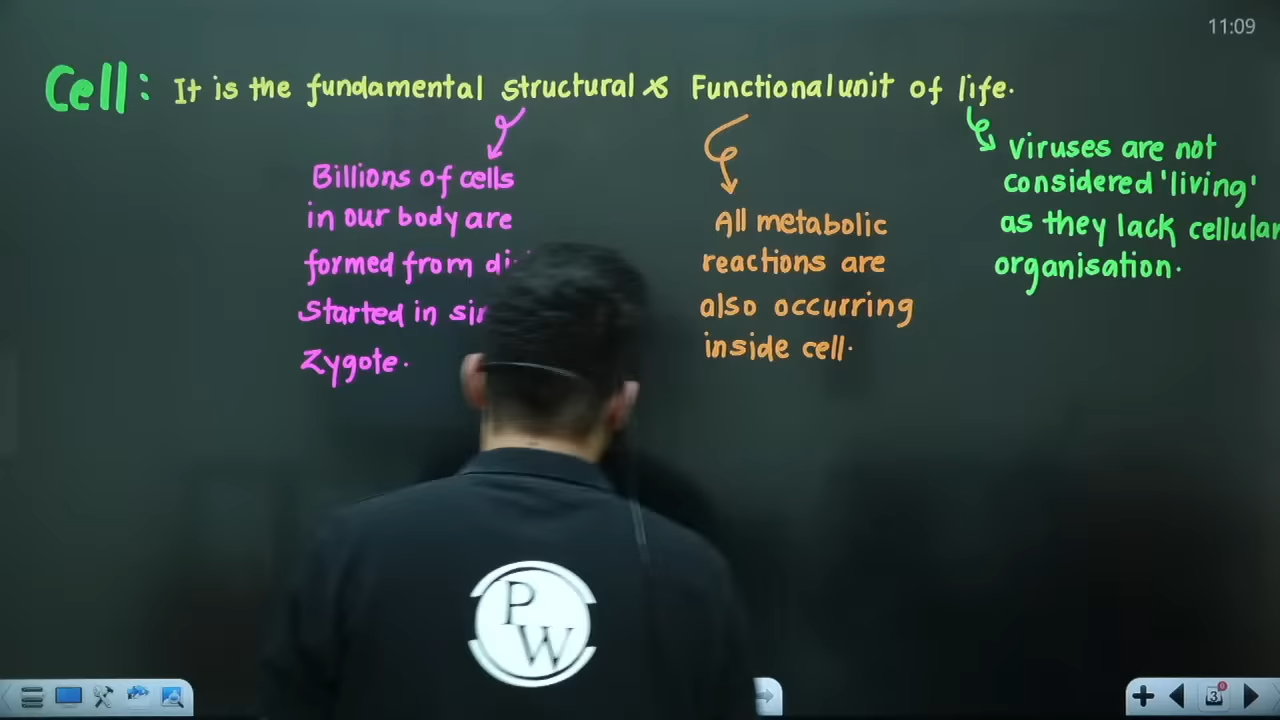 11:09
Cell: It is the fundamental structural & Functional unit of life.
Billions of cells
in our body are
formed from
Started in
Zygote.
All metabolic
reactions are
also occurring
inside cell.
Viruses are not
considered 'living'
as they lack cellular
organisation.
PW
3